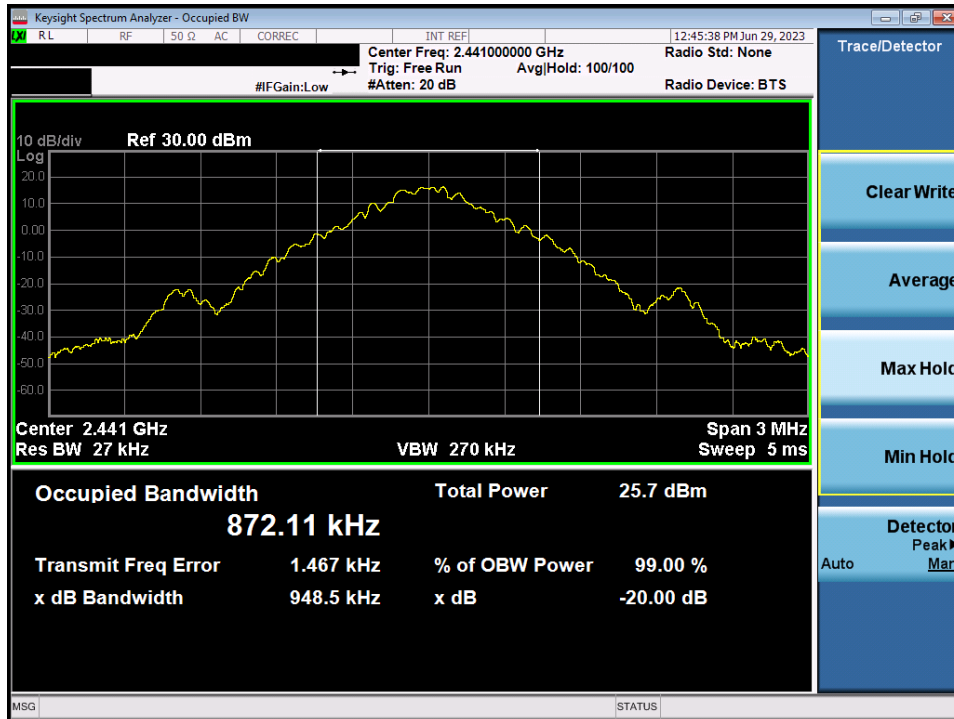 Keysight Spectrum Analyzer - Occupied BW
LXI RL RF 50 Ω AC CORREC INT REF 12:45:38 PM Jun 29, 2023
Center Freq: 2.441000000 GHz Radio Std: None
Trig: Free Run Avg|Hold: 100/100
#IFGain:Low #Atten: 20 dB Radio Device: BTS
10 dB/div Ref 30.00 dBm
Log
20.0
10.0
0.00
-10.0
-20.0
-30.0
-40.0
-50.0
-60.0
Center 2.441 GHz Span 3 MHz
Res BW 27 kHz VBW 270 kHz Sweep 5 ms
Occupied Bandwidth Total Power 25.7 dBm
872.11 kHz
Transmit Freq Error 1.467 kHz % of OBW Power 99.00 %
x dB Bandwidth 948.5 kHz x dB -20.00 dB
MSG STATUS
Trace/Detector
Clear Write
Average
Max Hold
Min Hold
Detector
Peak
Auto Man